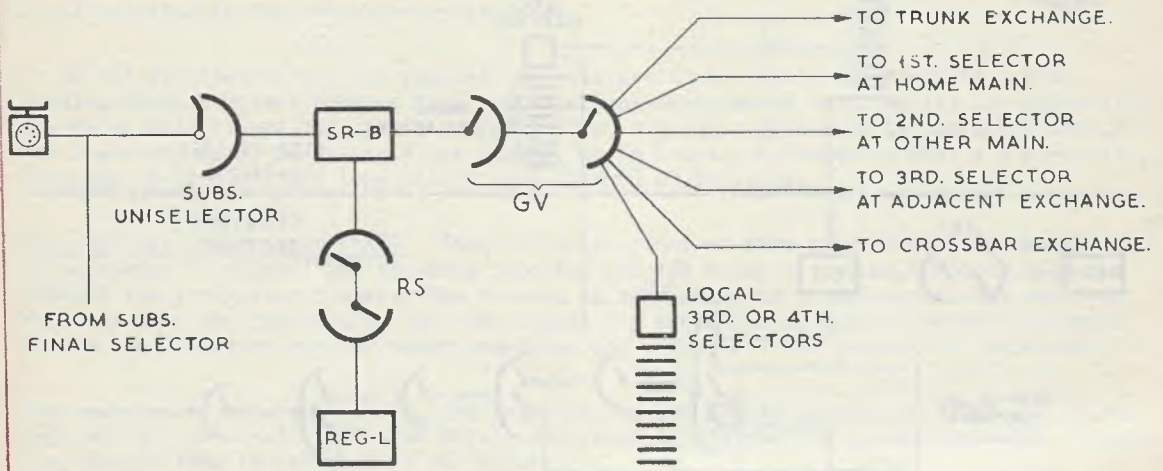 TO TRUNK EXCHANGE.
TO 1ST. SELECTOR
AT HOME MAIN.
TO 2ND. SELECTOR
AT OTHER MAIN.
TO 3RD. SELECTOR
AT ADJACENT EXCHANGE.
TO CROSSBAR EXCHANGE.
SR-B
SUBS.
UNISELECTOR
GV
RS
FROM SUBS.
FINAL SELECTOR
LOCAL
3RD. OR 4TH.
SELECTORS
REG-L